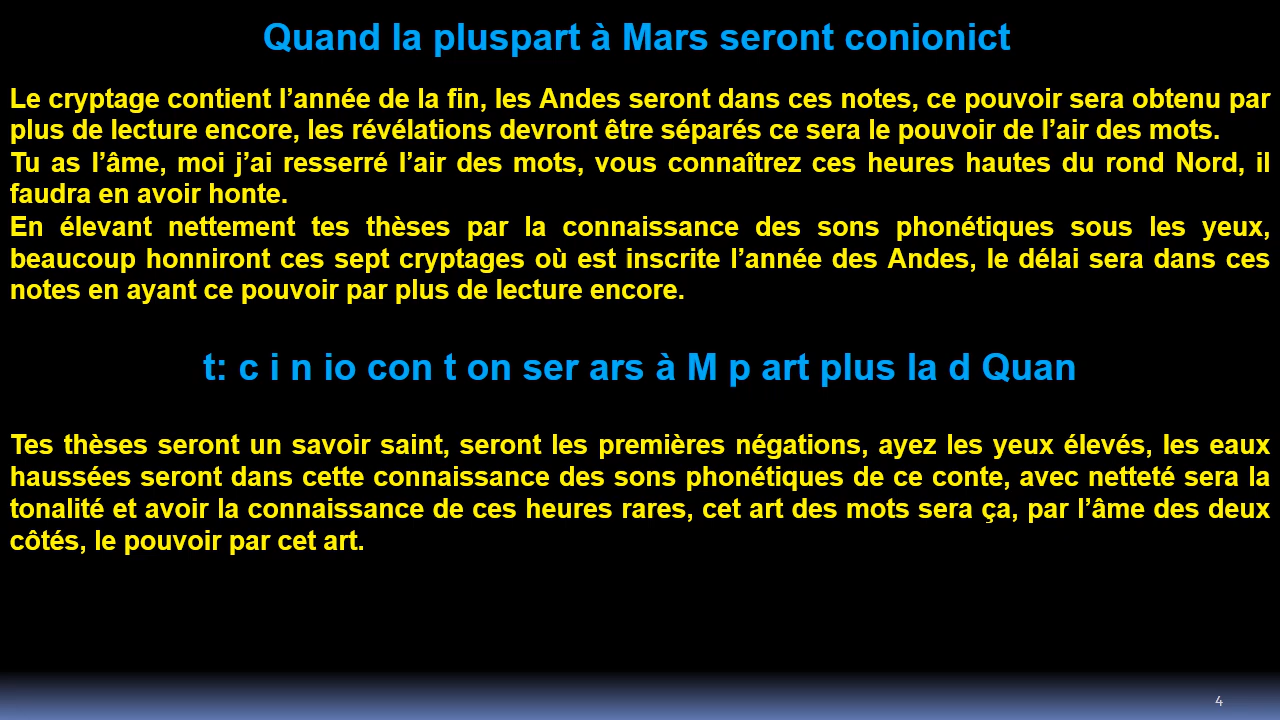 Quand la pluspart à Mars seront conionict
Le cryptage contient l’année de la fin, les Andes seront dans ces notes, ce pouvoir sera obtenu par
plus de lecture encore, les révélations devront être séparés ce sera le pouvoir de l’air des mots.
Tu as l’âme, moi j’ai resserré l’air des mots, vous connaîtrez ces heures hautes du rond Nord, il
faudra en avoir honte.
En élevant nettement tes thèses par la connaissance des sons phonétiques sous les yeux,
beaucoup honniront ces sept cryptages où est inscrite l’année des Andes, le délai sera dans ces
notes en ayant ce pouvoir par plus de lecture encore.
t: c i n io con t on ser ars à M p art plus la d Quan
Tes thèses seront un savoir saint, seront les premières négations, ayez les yeux élevés, les eaux
haussées seront dans cette connaissance des sons phonétiques de ce conte, avec netteté sera la
tonalité et avoir la connaissance de ces heures rares, cet art des mots sera ça, par l’âme des deux
côtés, le pouvoir par cet art.
4